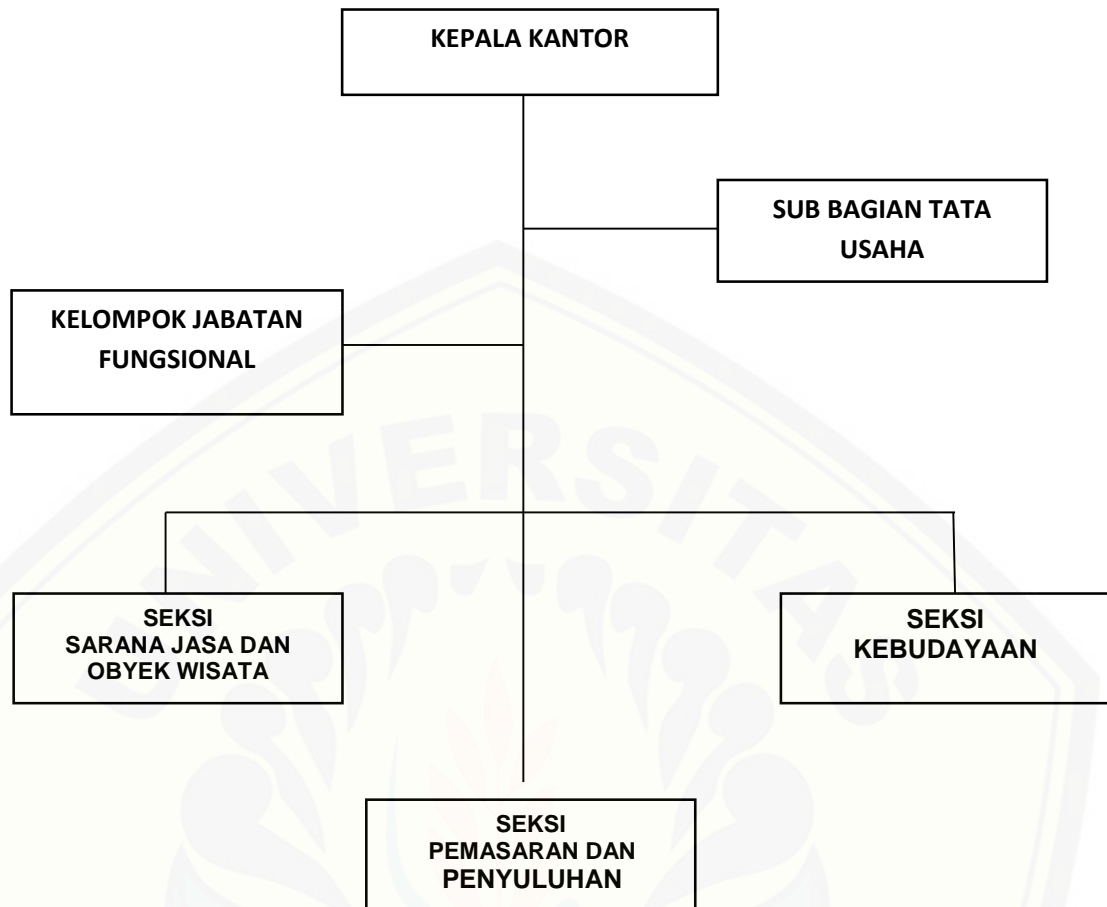 KEPALA KANTOR
SUB BAGIAN TATA
USAHA
KELOMPOK JABATAN
FUNGSIONAL
UNIVERSITAS
SEKSI
SARANA JASA DAN
OBYEK WISATA
SEKSI
KEBUDAYAAN
SEKSI
PEMASARAN DAN
PENYULUHAN